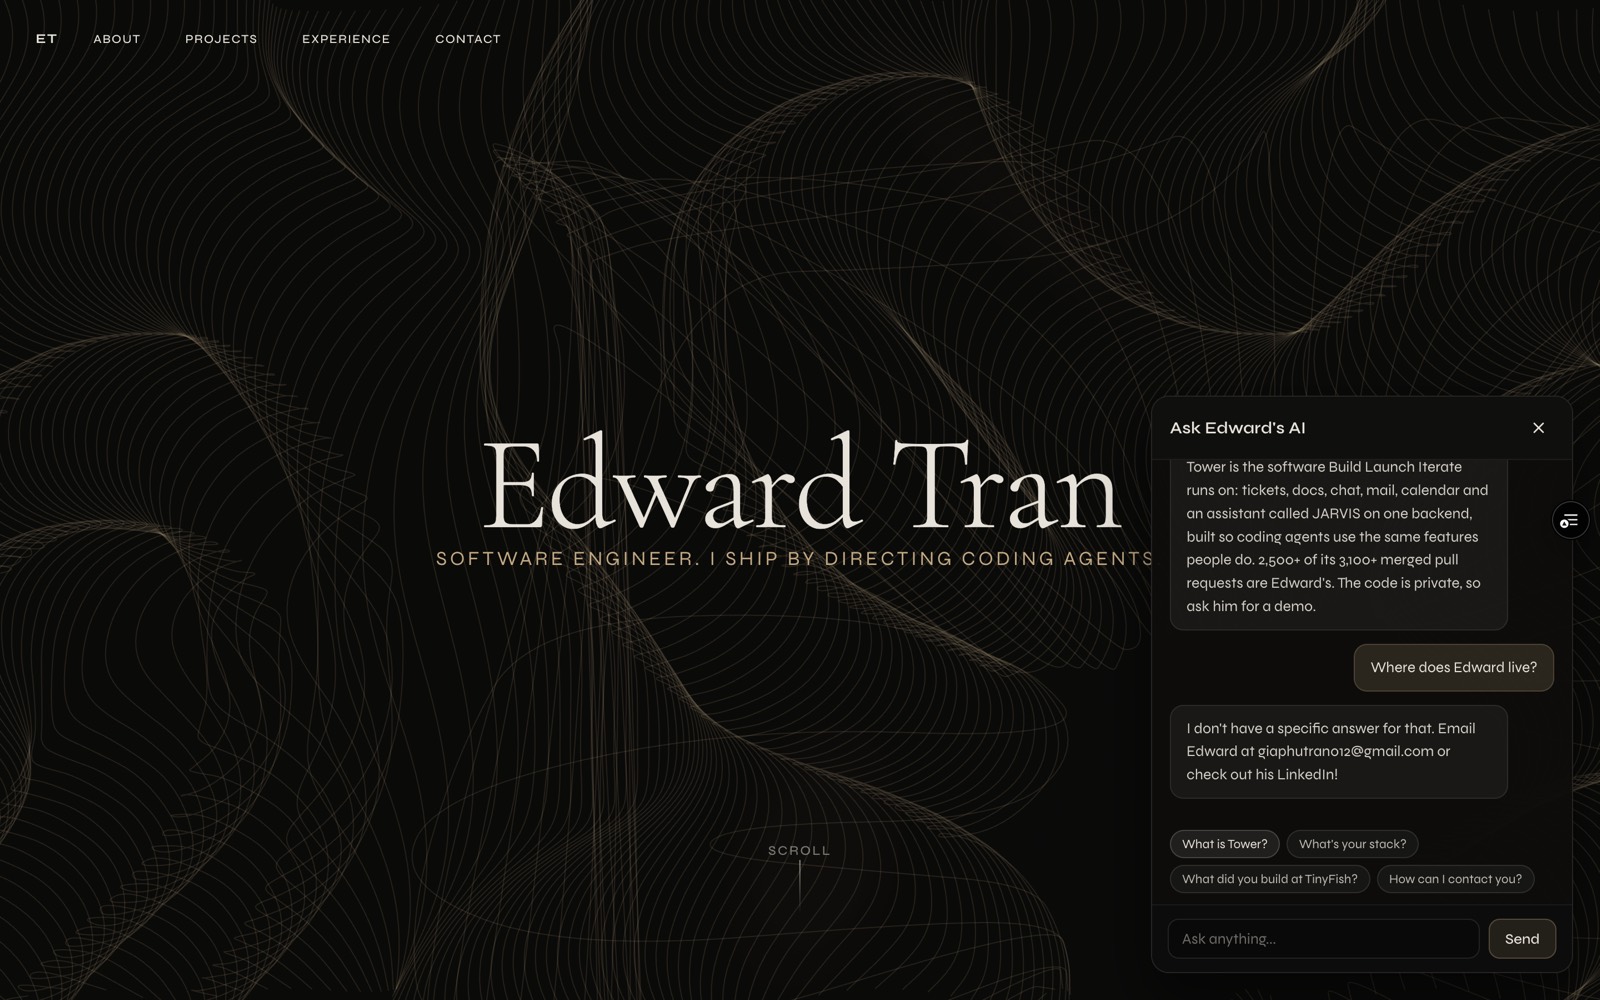 ET
ABOUT
PROJECTS
EXPERIENCE
CONTACT
Edward Tran
SOFTWARE ENGINEER. I SHIP BY DIRECTING CODING AGENTS
SCROLL
Ask Edward's AI
Tower is the software Build Launch Iterate
runs on: tickets, docs, chat, mail, calendar and
an assistant called JARVIS on one backend,
built so coding agents use the same features
people do. 2,500+ of its 3,100+ merged pull
requests are Edward's. The code is private, so
ask him for a demo.
Where does Edward live?
I don't have a specific answer for that. Email
Edward at giaphutran012@gmail.com or
check out his LinkedIn!
What is Tower?
What's your stack?
What did you build at TinyFish?
How can I contact you?
Ask anything...
Send